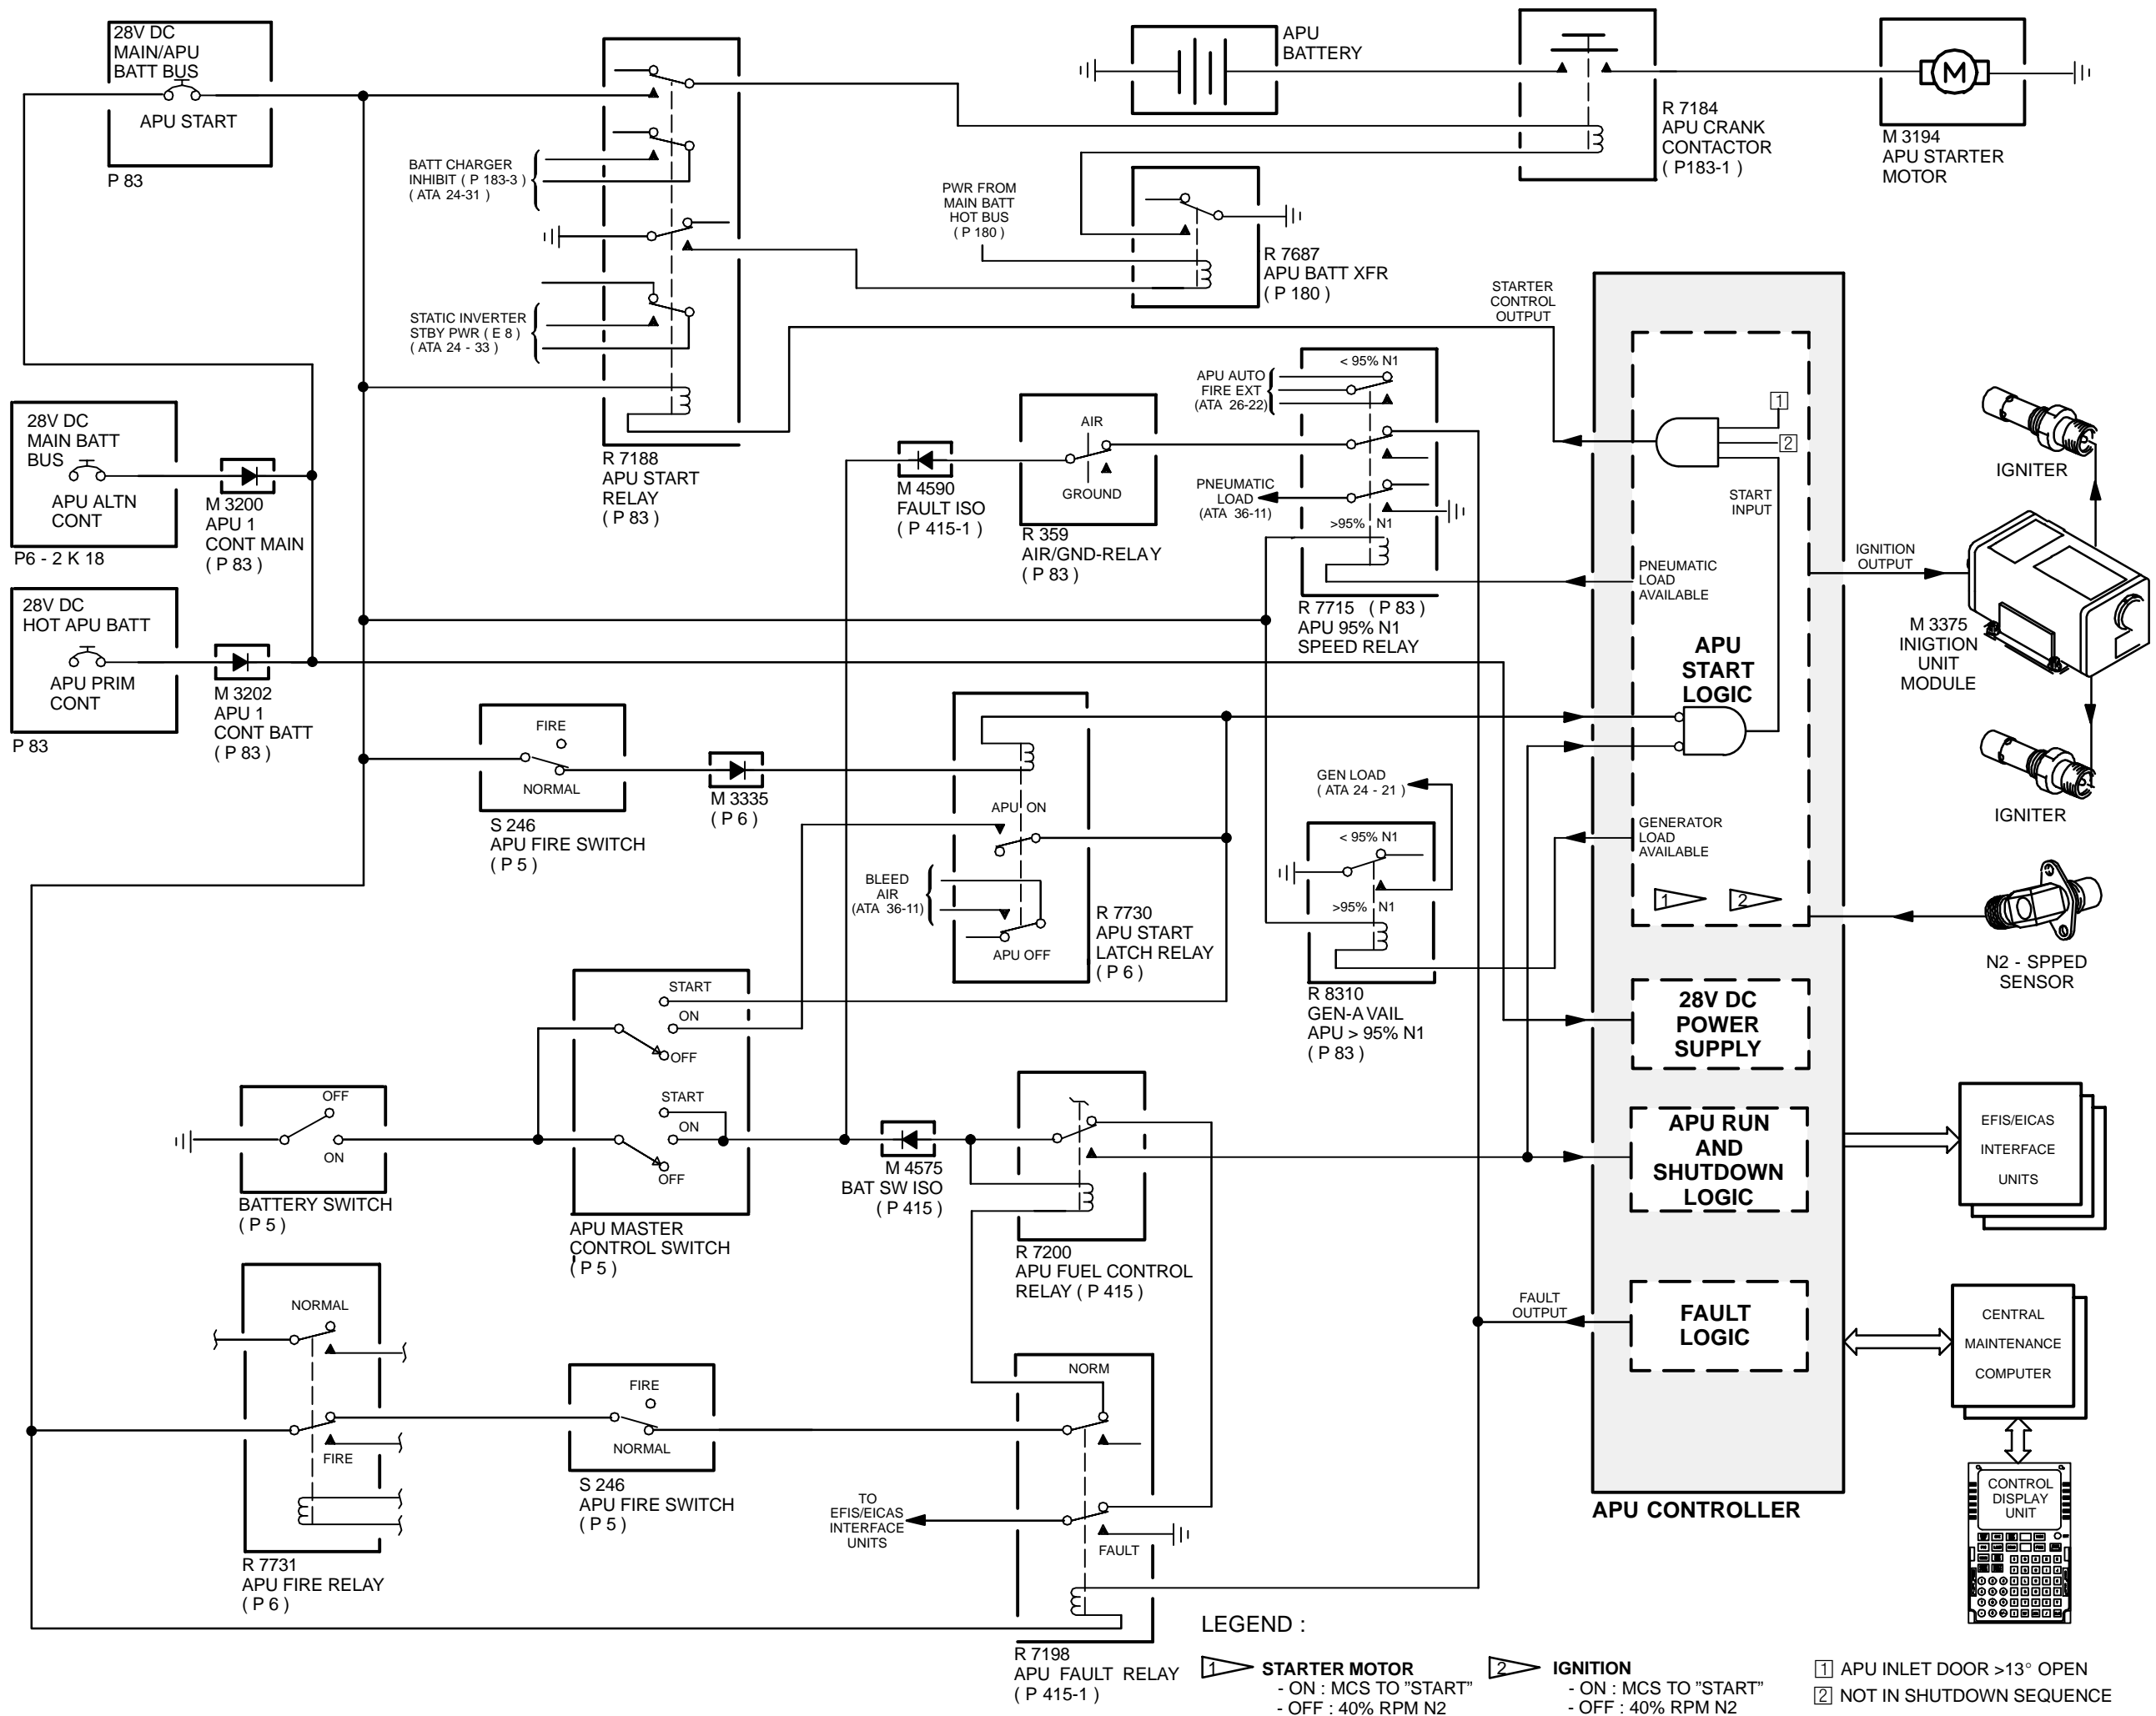 28V DC
MAIN/APU
BATT BUS
APU START
P 83
BATT CHARGER
INHIBIT ( P 183-3 )
( ATA 24-31 )
STATIC INVERTER
STBY PWR ( E 8 )
( ATA 24 - 33 )
R 7188
APU START
RELAY
( P 83 )
APU
BATTERY
R 7184
APU CRANK
CONTACTOR
( P183-1 )
M
M 3194
APU STARTER
MOTOR
PWR FROM
MAIN BATT
HOT BUS
( P 180 )
R 7687
APU BATT XFR
( P 180 )
STARTER
CONTROL
OUTPUT
28V DC
MAIN BATT
BUS
APU ALTN
CONT
P6 - 2 K 18
M 3200
APU 1
CONT MAIN
( P 83 )
28V DC
HOT APU BATT
APU PRIM
CONT
P 83
M 3202
APU 1
CONT BATT
( P 83 )
M 4590
FAULT ISO
( P 415-1 )
AIR
GROUND
R 359
AIR/GND-RELAY
( P 83 )
< 95% N1
APU AUTO
FIRE EXT
(ATA 26-22)
PNEUMATIC
LOAD
(ATA 36-11)
>95% N1
R 7715 ( P 83 )
APU 95% N1
SPEED RELAY
1
2
START
INPUT
PNEUMATIC
LOAD
AVAILABLE
APU
START
LOGIC
GENERATOR
LOAD
AVAILABLE
1
2
IGNITION
OUTPUT
IGNITER
M 3375
INIGTION
UNIT
MODULE
IGNITER
N2 - SPPED
SENSOR
FIRE
NORMAL
S 246
APU FIRE SWITCH
( P 5 )
M 3335
( P 6 )
APU ON
BLEED
AIR
(ATA 36-11)
APU OFF
R 7730
APU START
LATCH RELAY
( P 6 )
GEN LOAD
( ATA 24 - 21 )
< 95% N1
>95% N1
R 8310
GEN-A VAIL
APU > 95% N1
( P 83 )
28V DC
POWER
SUPPLY
OFF
ON
BATTERY SWITCH
( P 5 )
START
ON
OFF
START
ON
OFF
APU MASTER
CONTROL SWITCH
( P 5 )
M 4575
BAT SW ISO
( P 415 )
R 7200
APU FUEL CONTROL
RELAY ( P 415 )
APU RUN
AND
SHUTDOWN
LOGIC
EFIS/EICAS
INTERFACE
UNITS
FAULT
OUTPUT
FAULT
LOGIC
CENTRAL
MAINTENANCE
COMPUTER
CONTROL
DISPLAY
UNIT
APU CONTROLLER
NORMAL
FIRE
R 7731
APU FIRE RELAY
( P 6 )
FIRE
NORMAL
S 246
APU FIRE SWITCH
( P 5 )
NORM
TO
EFIS/EICAS
INTERFACE
UNITS
FAULT
R 7198
APU FAULT RELAY
( P 415-1 )
LEGEND :
1 STARTER MOTOR
- ON : MCS TO "START"
- OFF : 40% RPM N2
2 IGNITION
- ON : MCS TO "START"
- OFF : 40% RPM N2
1 APU INLET DOOR >13° OPEN
2 NOT IN SHUTDOWN SEQUENCE